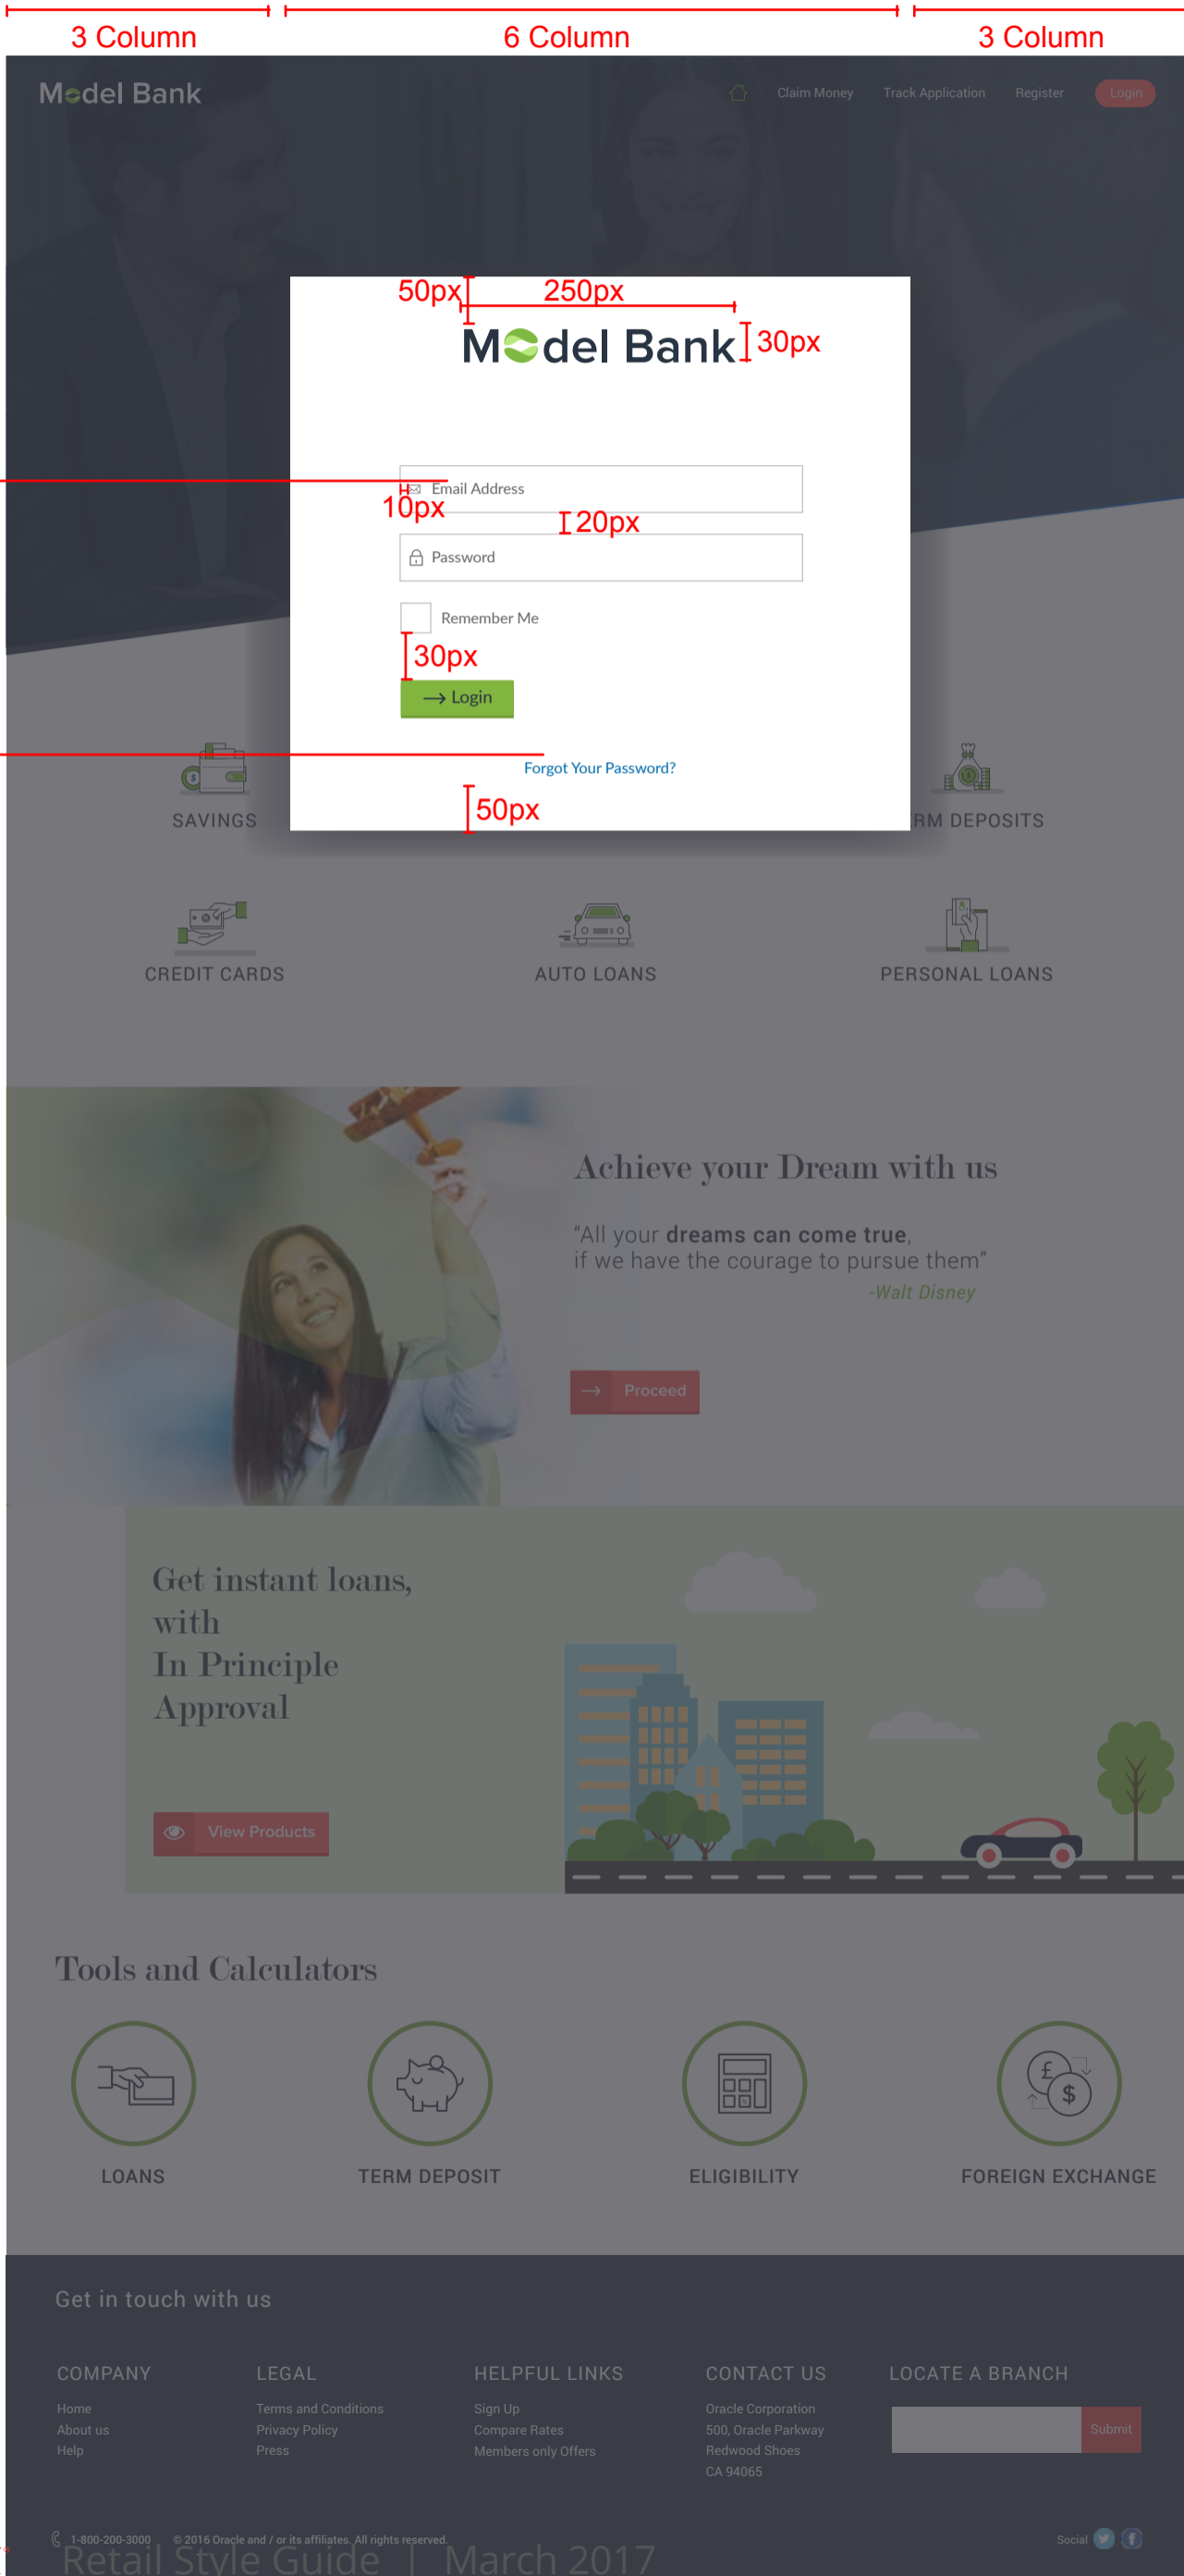 3 Column
6 Column
3 Column
Model Bank
Claim Money
Track Application
Register
Login
50px
250px
Model Bank
30px
Email Address
10px
20px
Password
Remember Me
30px
Login
Forgot Your Password?
50px
SAVINGS
RM DEPOSITS
CREDIT CARDS
AUTO LOANS
PERSONAL LOANS
Achieve your Dream with us
"All your dreams can come true,
if we have the courage to pursue them"
-Walt Disney
Proceed
Get instant loans,
with
In Principle
Approval
View Products
Tools and Calculators
LOANS
TERM DEPOSIT
ELIGIBILITY
FOREIGN EXCHANGE
Get in touch with us
COMPANY
Home
About us
Help
LEGAL
Terms and Conditions
Privacy Policy
Press
HELPFUL LINKS
Sign Up
Compare Rates
Members only Offers
CONTACT US
Oracle Corporation
500, Oracle Parkway
Redwood Shoes
CA 94065
LOCATE A BRANCH
Submit
1-800-200-3000
© 2016 Oracle and / or its affiliates. All rights reserved.
Social
Retail Style Guide | March 2017